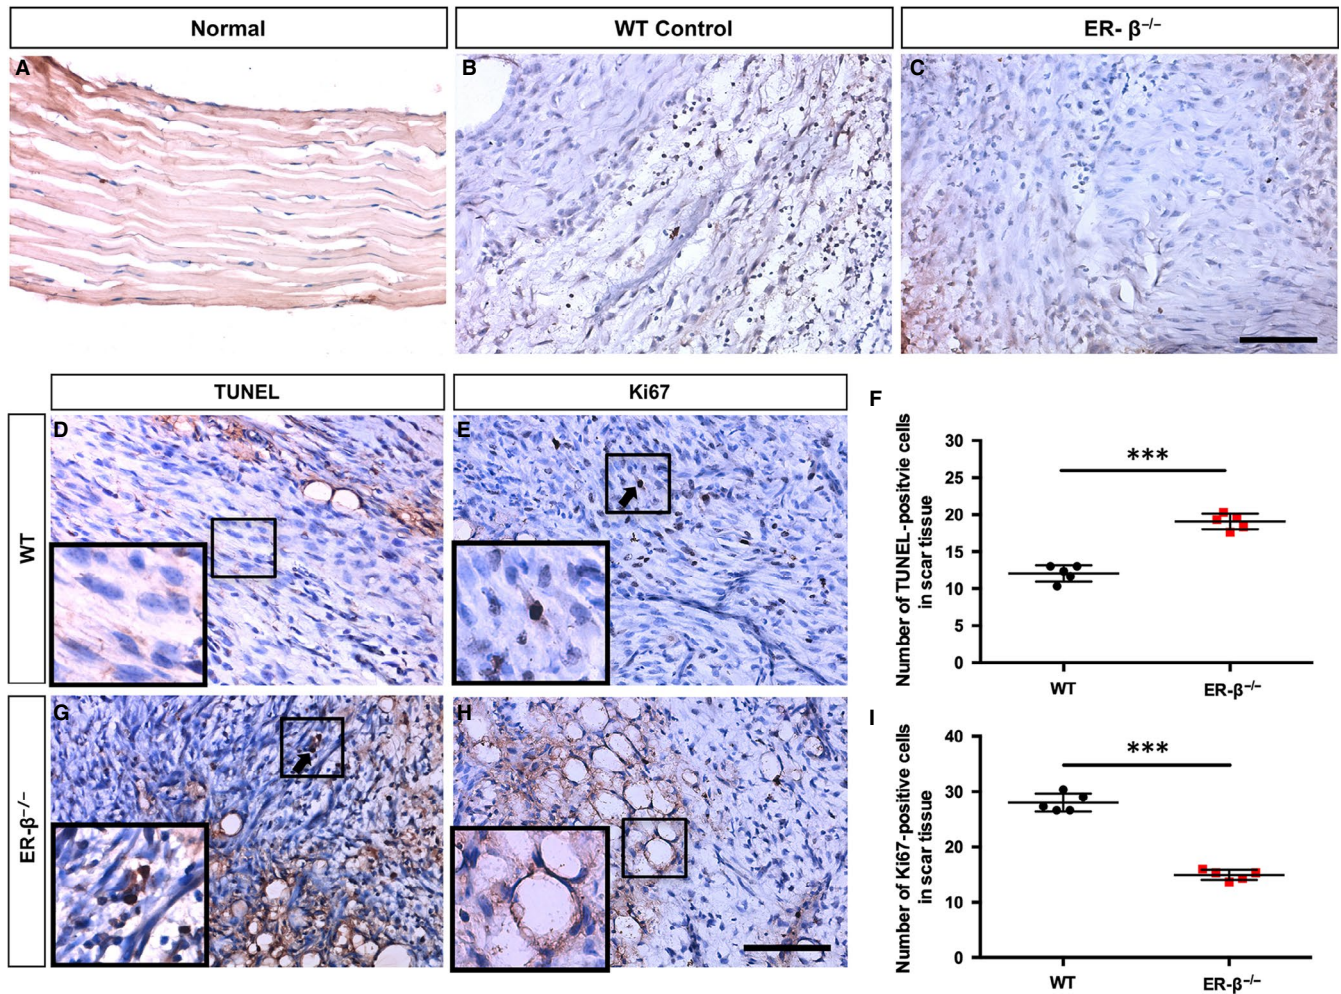 Normal
WT Control
ER- β−/−
A
B
C
TUNEL
Ki67
WT
D
E
ER-β−/−
G
H
F
Number of TUNEL-positvie cells
in scar tissue
30
25
20
15
10
5
0
***
WT
ER-β−/−
I
Number of Ki67-positive cells
in scar tissue
40
30
20
10
0
***
WT
ER-β−/−